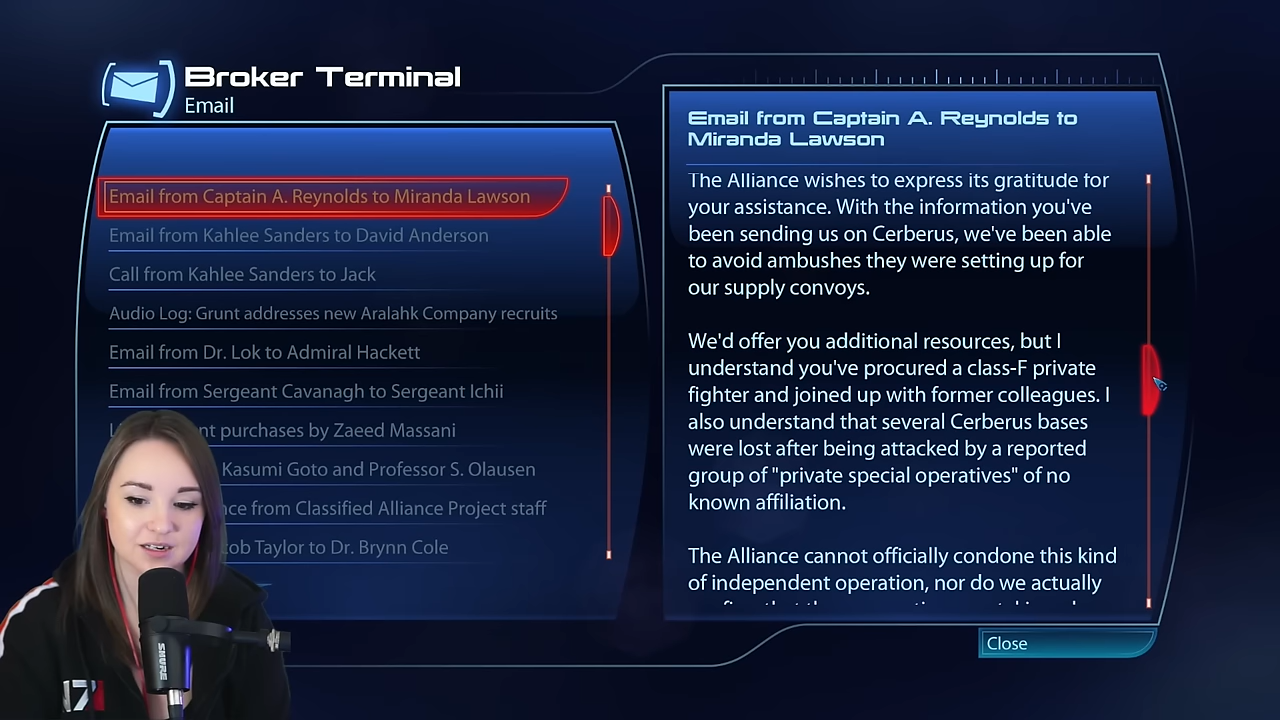 Broker Terminal
Email
Email from Captain A. Reynolds to Miranda Lawson
Email from Kahlee Sanders to David Anderson
Call from Kahlee Sanders to Jack
Audio Log: Grunt addresses new Aralahk Company recruits
Email from Dr. Lok to Admiral Hackett
Email from Sergeant Cavanagh to Sergeant Ichii
purchases by Zaeed Massani
Kasumi Goto and Professor S. Olausen
from Classified Alliance Project staff
Taylor to Dr. Brynn Cole
Email from Captain A. Reynolds to
Miranda Lawson
The Alliance wishes to express its gratitude for
your assistance. With the information you've
been sending us on Cerberus, we've been able
to avoid ambushes they were setting up for
our supply convoys.
We'd offer you additional resources, but I
understand you've procured a class-F private
fighter and joined up with former colleagues. I
also understand that several Cerberus bases
were lost after being attacked by a reported
group of "private special operatives" of no
known affiliation.
The Alliance cannot officially condone this kind
of independent operation, nor do we actually
Close
SHURE